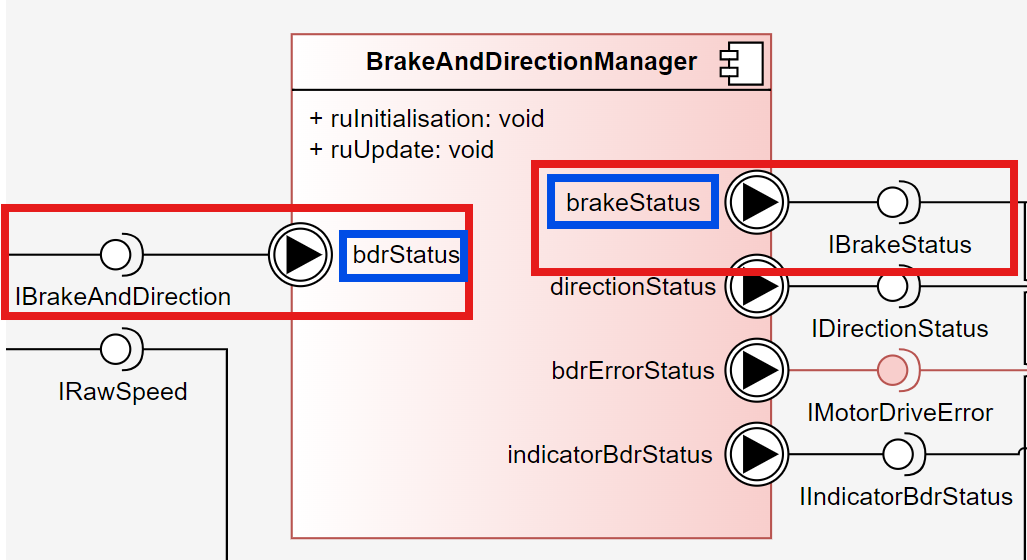 BrakeAndDirectionManager
+ ruInitialisation: void
+ ruUpdate: void
brakeStatus
IBrakeStatus
bdrStatus
IBrakeAndDirection
directionStatus
IDirectionStatus
IRawSpeed
bdrErrorStatus
IMotorDriveError
indicatorBdrStatus
IIndicatorBdrStatus